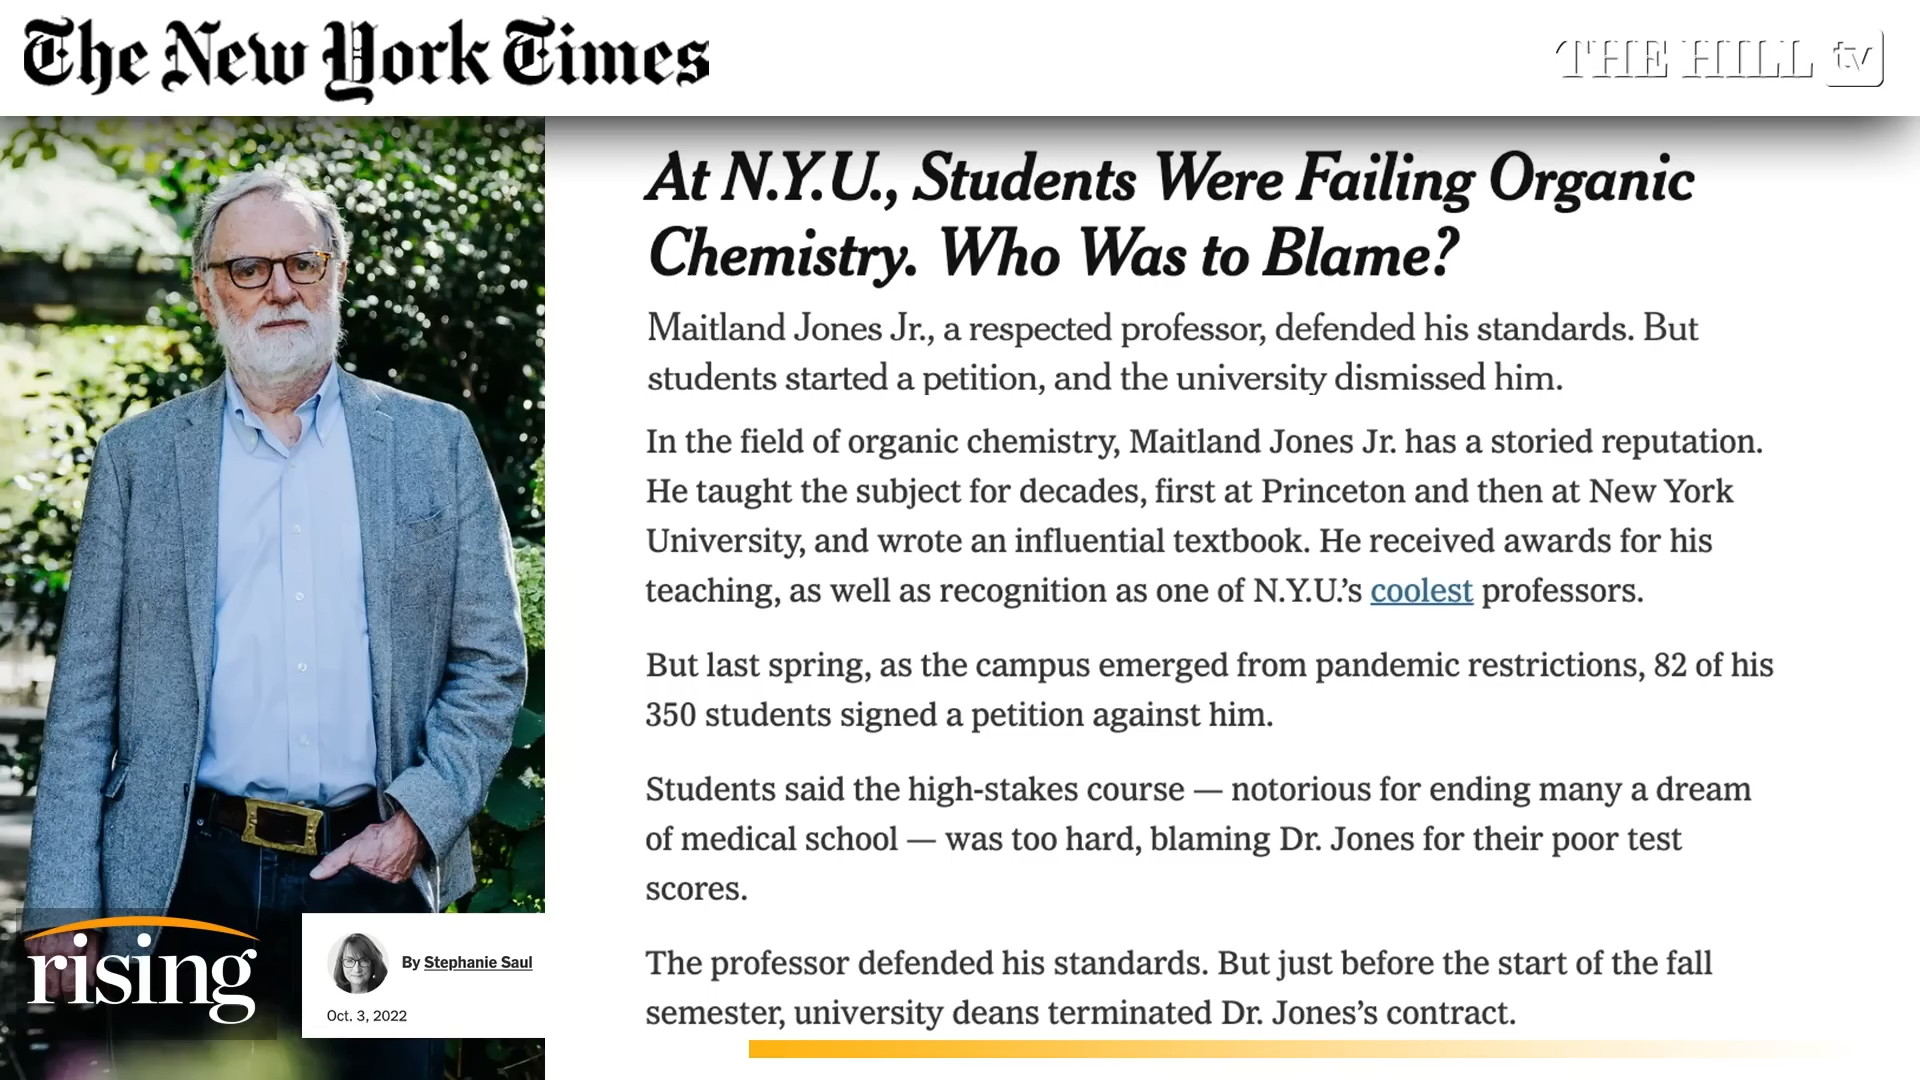 The New York Times
THE HILL tv
At N.Y.U., Students Were Failing Organic
Chemistry. Who Was to Blame?
Maitland Jones Jr., a respected professor, defended his standards. But
students started a petition, and the university dismissed him.
In the field of organic chemistry, Maitland Jones Jr. has a storied reputation.
He taught the subject for decades, first at Princeton and then at New York
University, and wrote an influential textbook. He received awards for his
teaching, as well as recognition as one of N.Y.U.’s coolest professors.
But last spring, as the campus emerged from pandemic restrictions, 82 of his
350 students signed a petition against him.
Students said the high-stakes course — notorious for ending many a dream
of medical school — was too hard, blaming Dr. Jones for their poor test
scores.
The professor defended his standards. But just before the start of the fall
semester, university deans terminated Dr. Jones’s contract.
rising
By Stephanie Saul
Oct. 3, 2022